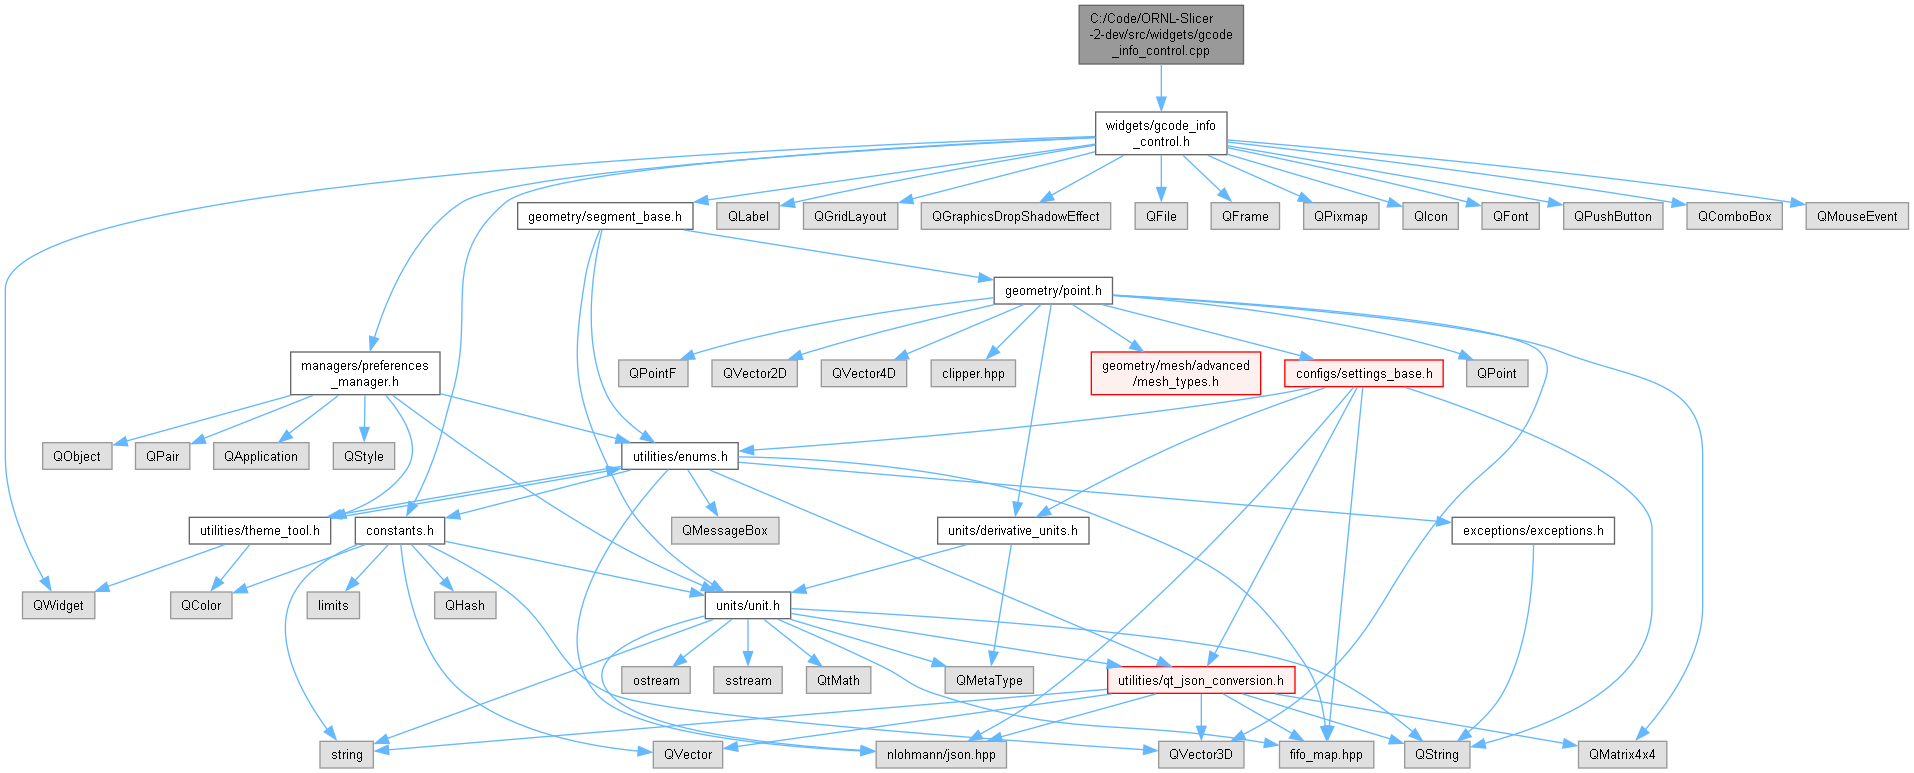 C:/Code/ORNL-Slicer
-2-dev/src/widgets/gcode
_info_control.cpp
widgets/gcode_info
_control.h
geometry/segment_base.h
QLabel
QGridLayout
QGraphicsDropShadowEffect
QFile
QFrame
QPixmap
QIcon
QFont
QPushButton
QComboBox
QMouseEvent
geometry/point.h
managers/preferences
_manager.h
QPointF
QVector2D
QVector4D
clipper.hpp
geometry/mesh/advanced
/mesh_types.h
configs/settings_base.h
QPoint
QObject
QPair
QApplication
QStyle
utilities/enums.h
utilities/theme_tool.h
constants.h
QMessageBox
units/derivative_units.h
exceptions/exceptions.h
QWidget
QColor
limits
QHash
units/unit.h
ostream
sstream
QtMath
QMetaType
utilities/qt_json_conversion.h
string
QVector
nlohmann/json.hpp
QVector3D
fifo_map.hpp
QString
QMatrix4x4